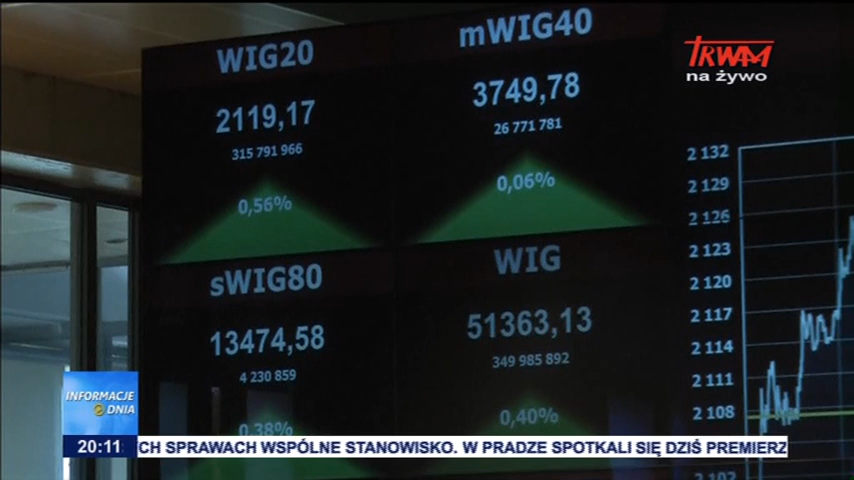 WIG20
2119,17
315 791 966
0,56%
mWIG40
3749,78
26 771 781
0,06%
TRWAM
na żywo
sWIG80
13474,58
4 230 859
0,38%
WIG
51363,13
349 985 892
0,40%
2 132
2 129
2 126
2 123
2 120
2 117
2 114
2 111
2 108
2 102
INFORMACJE
DNIA
20:11
CH SPRAWACH WSPÓLNE STANOWISKO. W PRADZE SPOTKALI SIĘ DZIŚ PREMIERZ